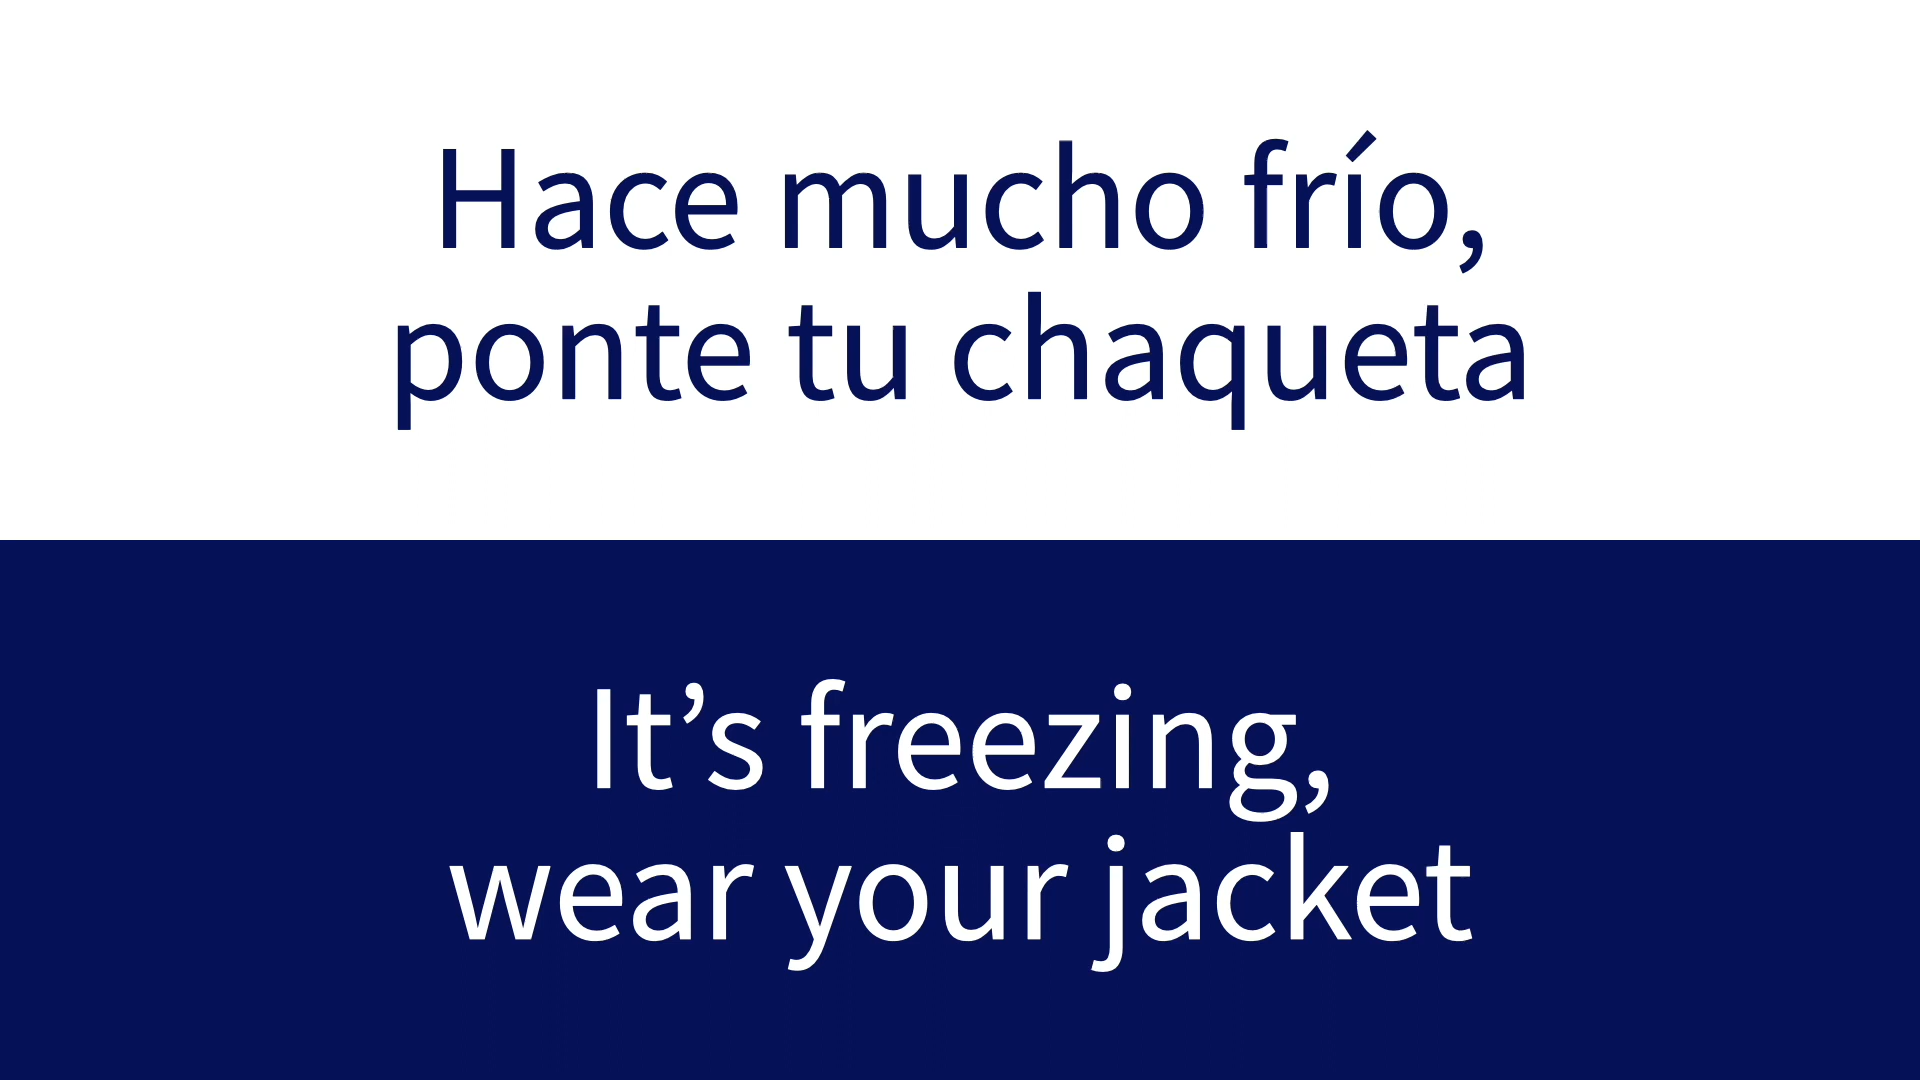 Hace mucho frío,
ponte tu chaqueta
It’s freezing,
wear your jacket